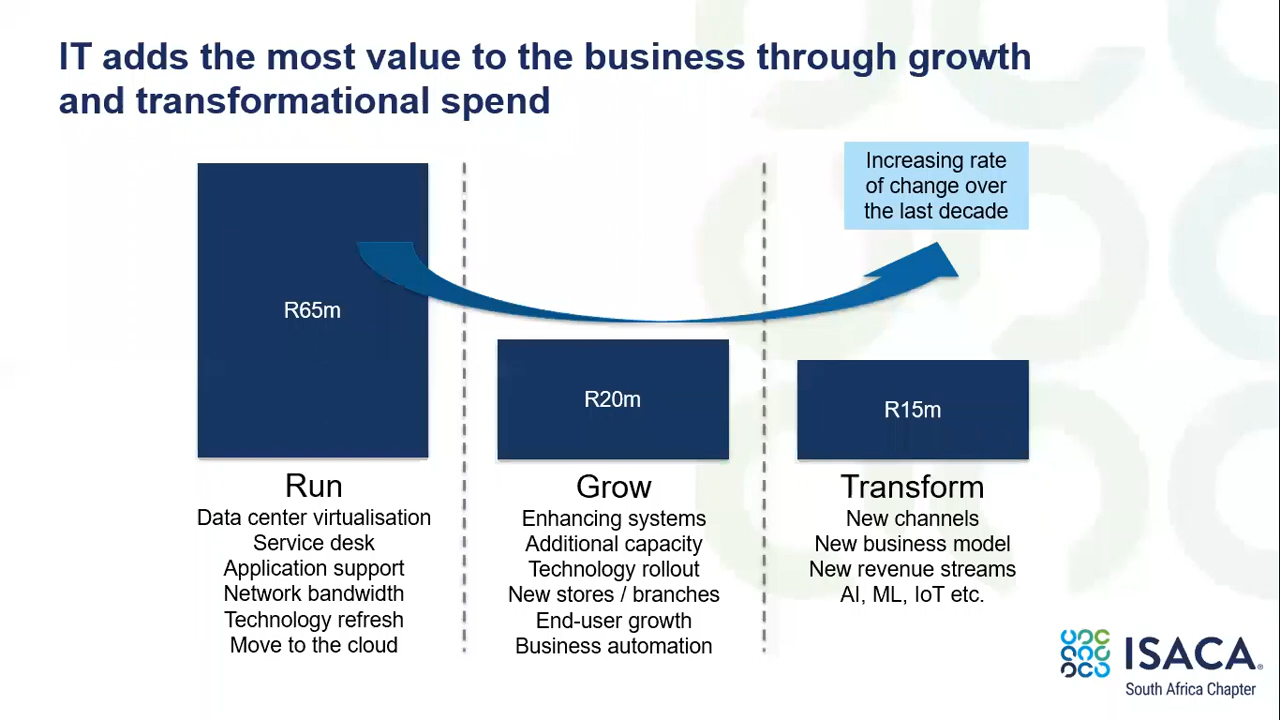 IT adds the most value to the business through growth
and transformational spend
Increasing rate
of change over
the last decade
R65m
R20m
R15m
Run
Data center virtualisation
Service desk
Application support
Network bandwidth
Technology refresh
Move to the cloud
Grow
Enhancing systems
Additional capacity
Technology rollout
New stores / branches
End-user growth
Business automation
Transform
New channels
New business model
New revenue streams
AI, ML, IoT etc.
ISACA®
South Africa Chapter